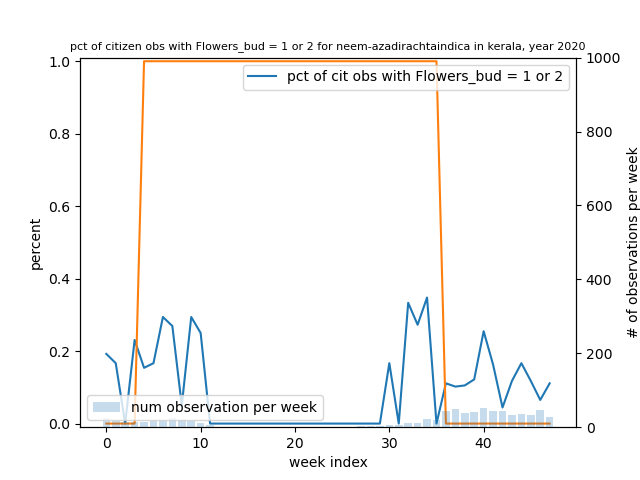 pct of citizen obs with Flowers_bud = 1 or 2 for neem-azadirachtaindica in kerala, year 2020
pct of cit obs with Flowers_bud = 1 or 2
num observation per week
percent
1.0
0.8
0.6
0.4
0.2
0.0
0
10
20
30
40
week index
1000
800
600
400
200
0
# of observations per week